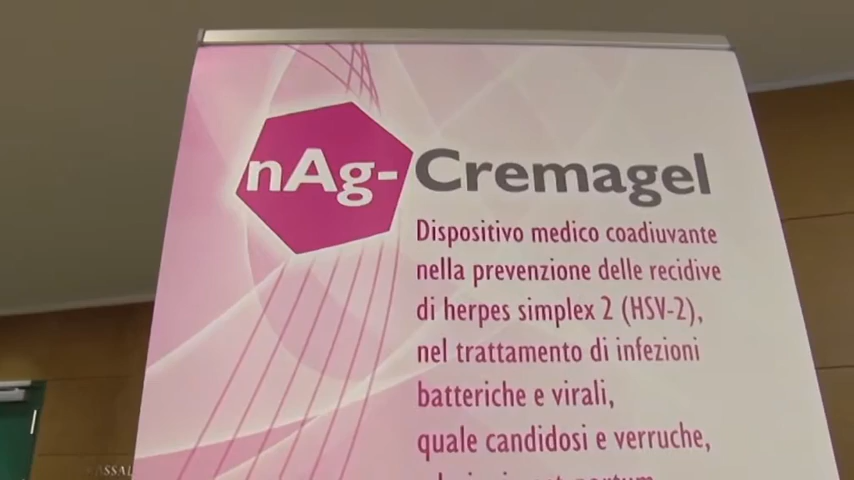 nAg-Cremagel
Dispositivo medico coadiuvante
nella prevenzione delle recidive
di herpes simplex 2 (HSV-2),
nel trattamento di infezioni
batteriche e virali,
quale candidosi e verruche,